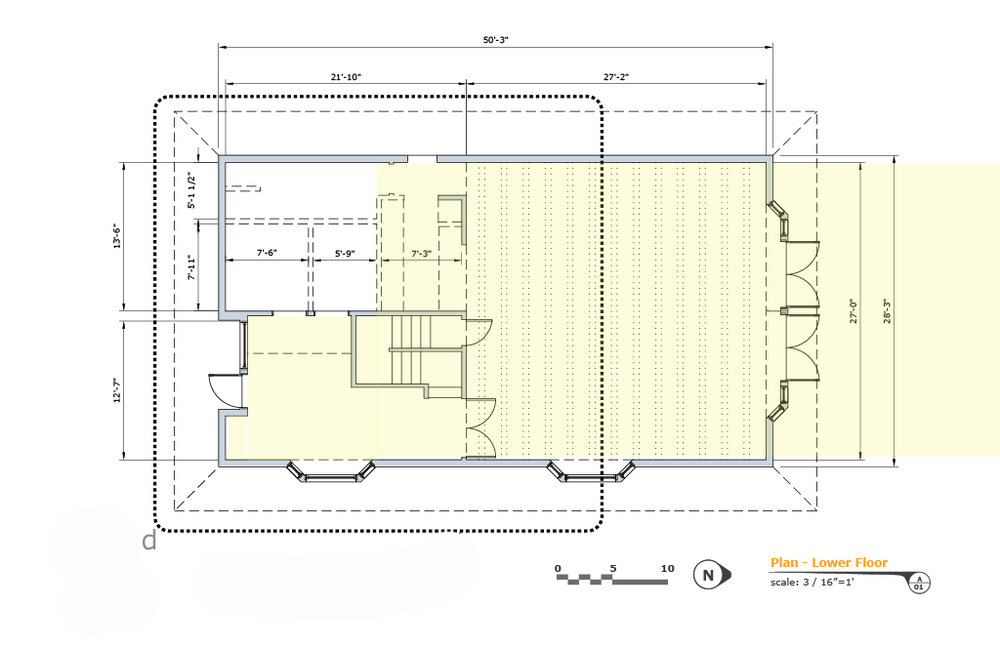 50'-3"
21'-10"
27'-2"
5'-1 1/2"
13'-6"
7'-11"
7'-6"
5'-9"
7'-3"
27'-0"
28'-3"
12'-7"
d
0 5 10
N
Plan - Lower Floor
scale: 3 / 16"=1'
A
01